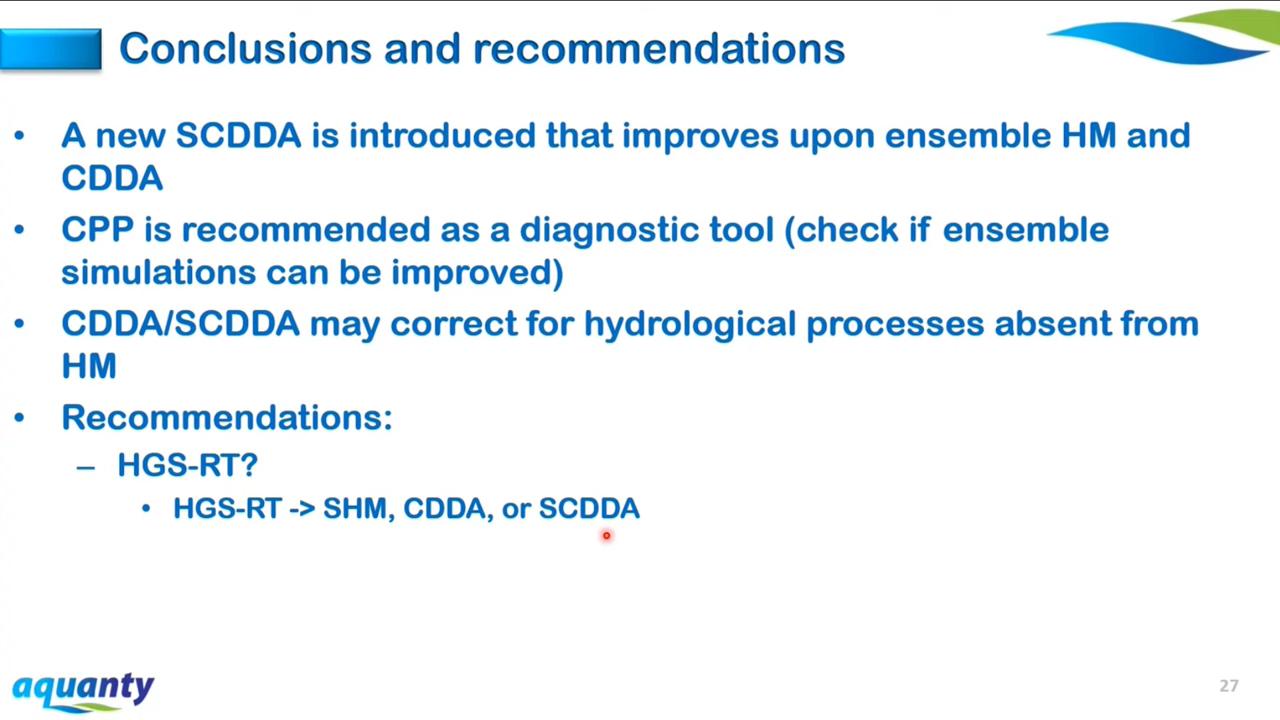 Conclusions and recommendations
• A new SCDDA is introduced that improves upon ensemble HM and
CDDA
• CPP is recommended as a diagnostic tool (check if ensemble
simulations can be improved)
• CDDA/SCDDA may correct for hydrological processes absent from
HM
• Recommendations:
– HGS-RT?
• HGS-RT -> SHM, CDDA, or SCDDA
aquanty
27